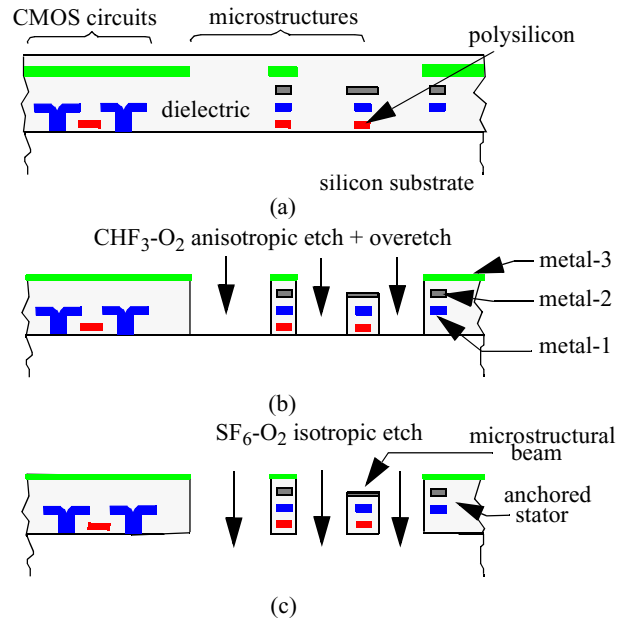 CMOS circuits
microstructures
polysilicon
dielectric
silicon substrate
(a)
CHF₃-O₂ anisotropic etch + overetch
metal-3
metal-2
metal-1
(b)
SF₆-O₂ isotropic etch
microstructural
beam
anchored
stator
(c)